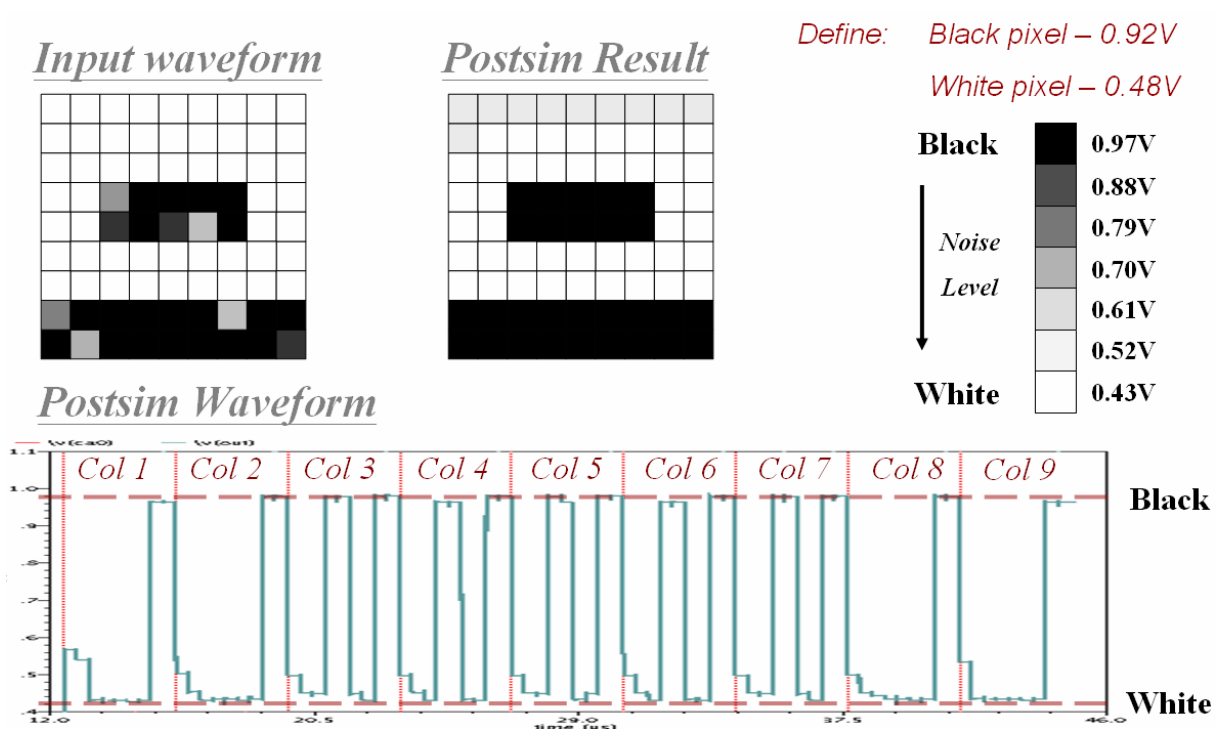 Define: Black pixel – 0.92V
Input waveform
Postsim Result
White pixel – 0.48V
Black
0.97V
0.88V
0.79V
Noise
0.70V
Level
0.61V
0.52V
White
0.43V
Postsim Waveform
\v(out)
1.1
Col 1
Col 2
Col 3
Col 4
Col 5
Col 6
Col 7
Col 8
Col 9
1.0
Black
.9
.8
.7
.6
.5
.4
White
12.0
20.5
29.0
37.5
46.0
time (us)